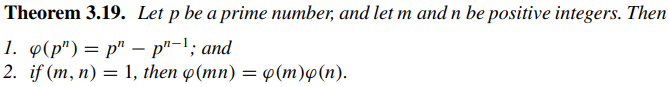 Theorem 3.19. Let p be a prime number, and let m and n be positive integers. Then
1. φ(pⁿ) = pⁿ − pⁿ⁻¹; and
2. if (m, n) = 1, then φ(mn) = φ(m)φ(n).